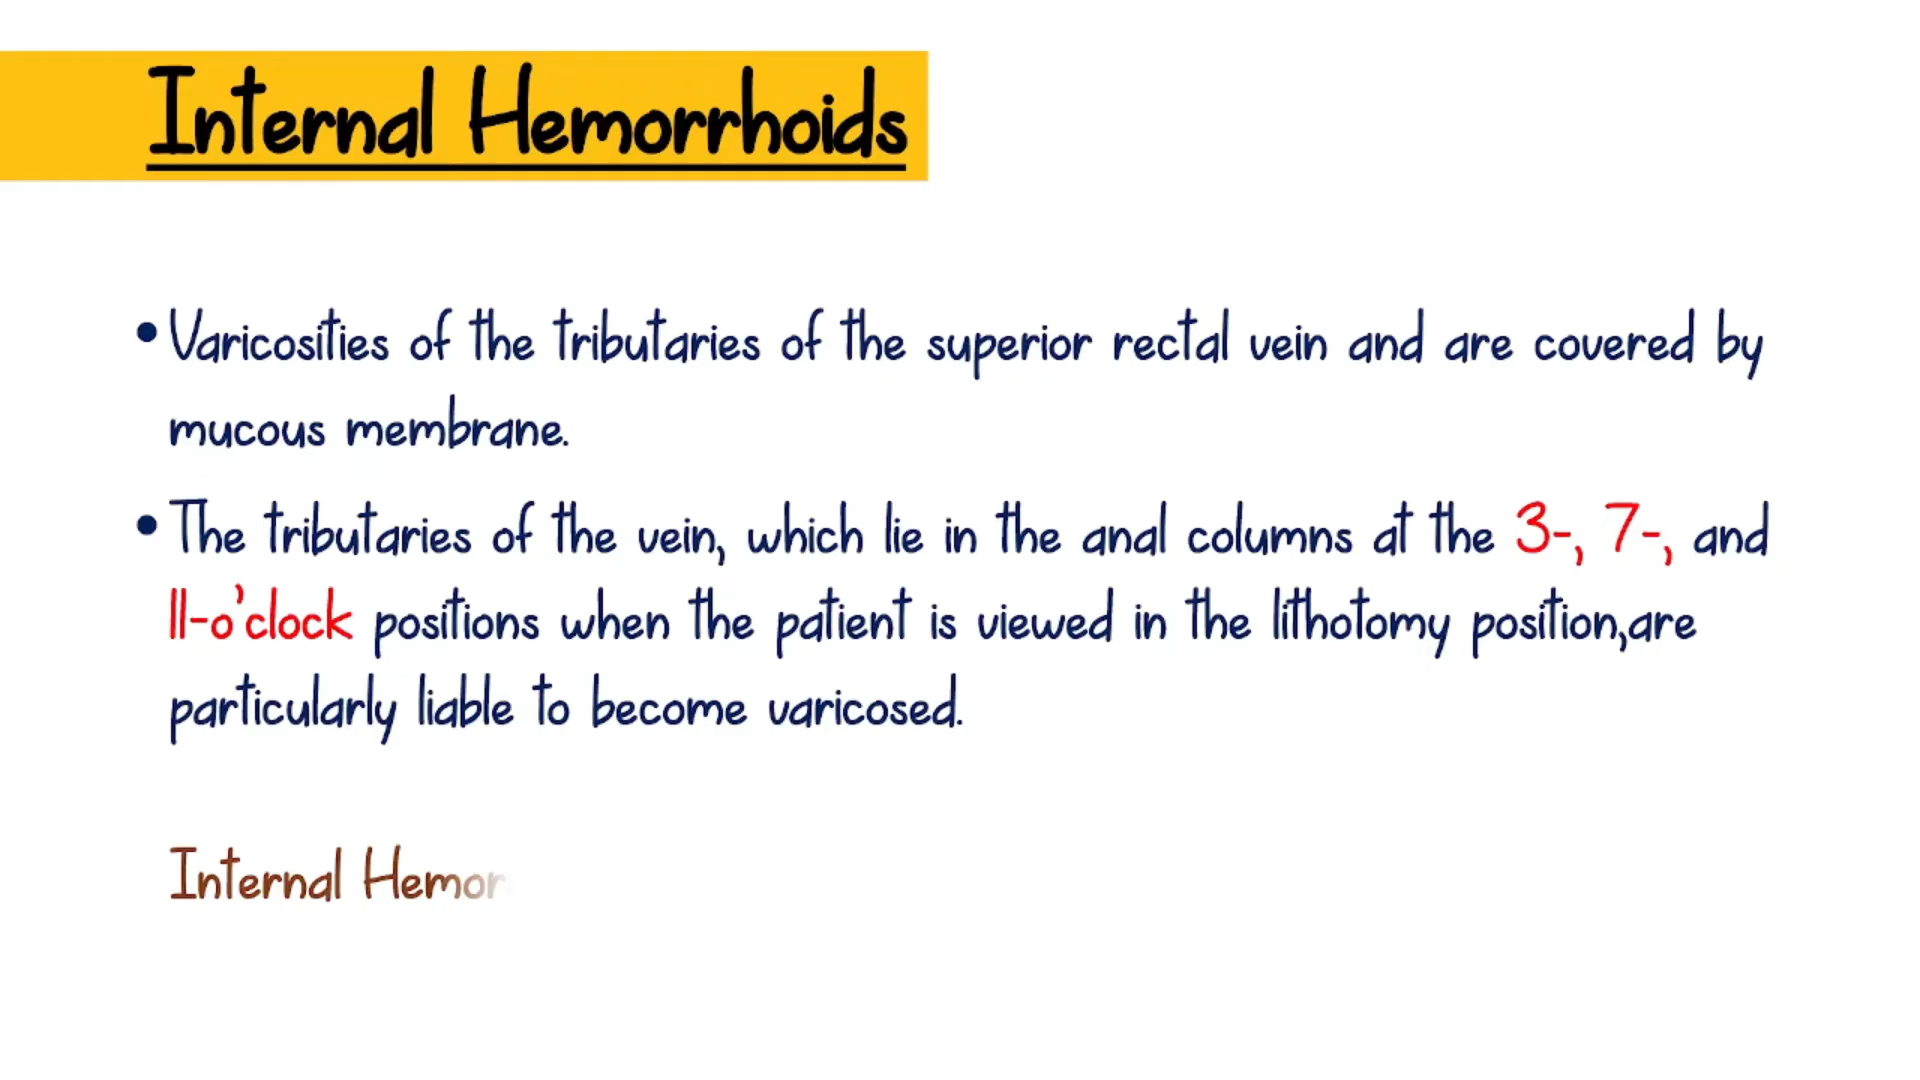 Internal Hemorrhoids
• Varicosities of the tributaries of the superior rectal vein and are covered by
mucous membrane.
• The tributaries of the vein, which lie in the anal columns at the 3-, 7-, and
11-o'clock positions when the patient is viewed in the lithotomy position,are
particularly liable to become varicosed.
Internal Hemor